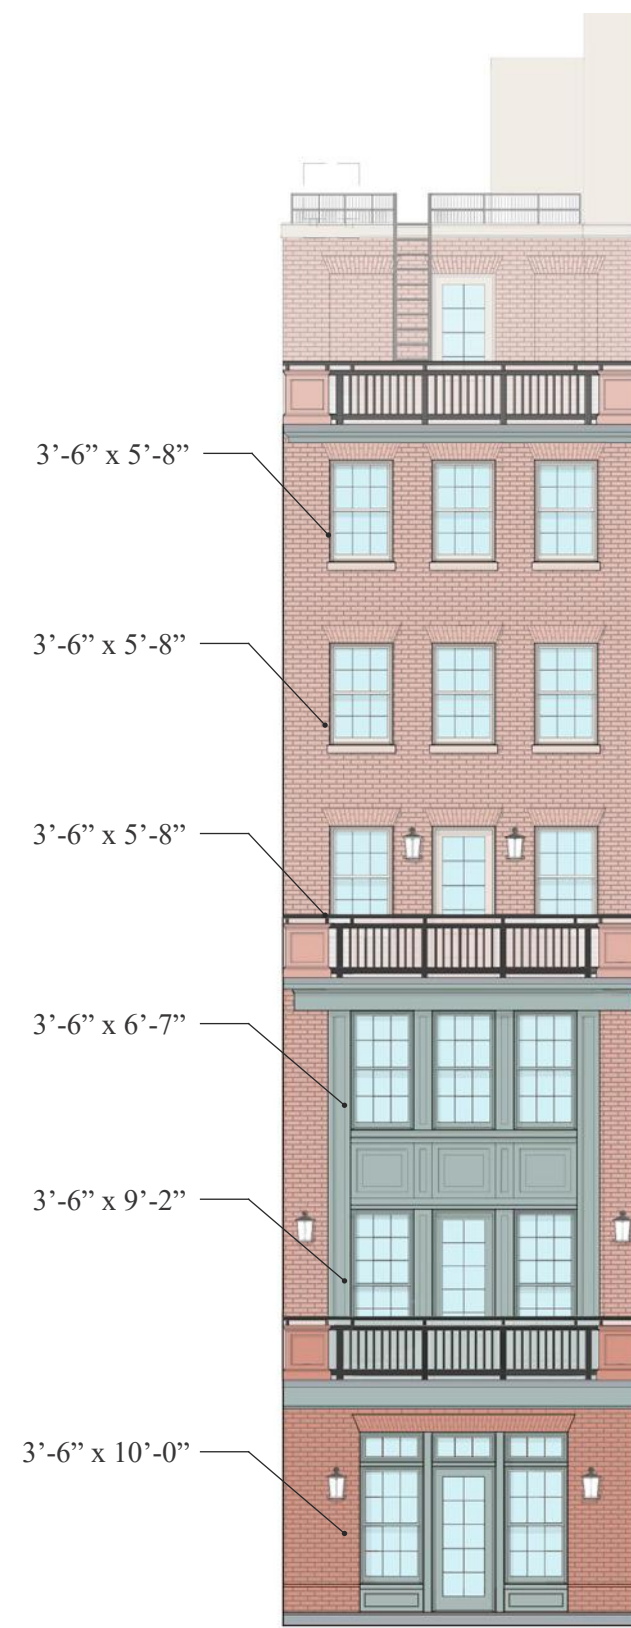 3’-6” x 5’-8”
3’-6” x 5’-8”
3’-6” x 5’-8”
3’-6” x 6’-7”
3’-6” x 9’-2”
3’-6” x 10’-0”